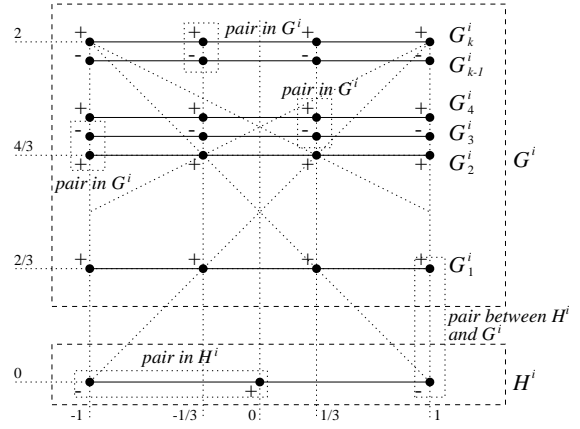 2 + + pair in G^i + + G^i_k
- - - - G^i_{k-1}
pair in G^i
+ + + + G^i_4
- - - - G^i_3
4/3 + + + + G^i_2 G^i
pair in G^i
2/3 + + + + G^i_1
pair between H^i
and G^i
pair in H^i
0 - + - H^i
-1 -1/3 0 1/3 1